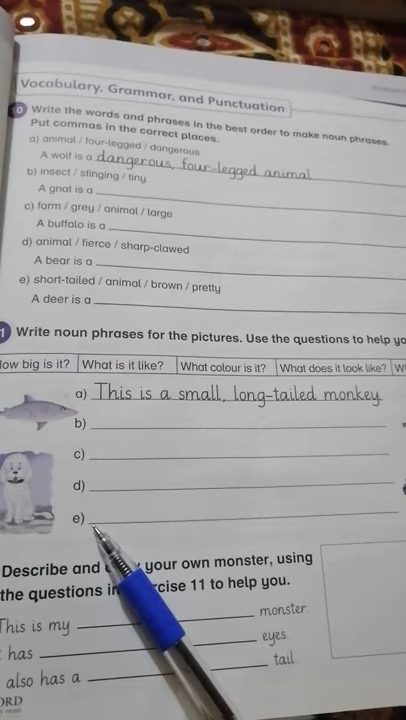 Vocabulary, Grammar, and Punctuation
0 Write the words and phrases in the best order to make noun phrases.
Put commas in the correct places.
a) animal / four-legged / dangerous
A wolf is a dangerous, four-legged animal
b) insect / stinging / tiny
A gnat is a
c) farm / grey / animal / large
A buffalo is a
d) animal / fierce / sharp-clawed
A bear is a
e) short-tailed / animal / brown / pretty
A deer is a
1 Write noun phrases for the pictures. Use the questions to help yo
low big is it? What is it like? What colour is it? What does it look like? W
a) This is a small, long-tailed monkey
b)
c)
d)
e)
Describe and your own monster, using
the questions in rcise 11 to help you.
This is my monster
has eyes
also has a tail
ORD